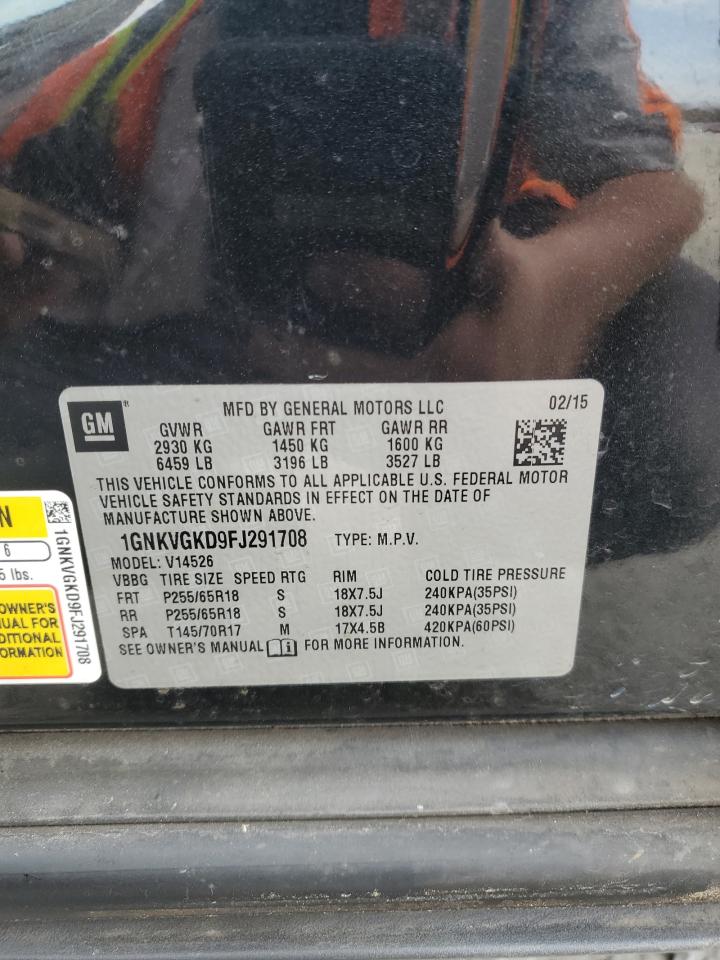 GM
MFD BY GENERAL MOTORS LLC 02/15
GVWR GAWR FRT GAWR RR
2930 KG 1450 KG 1600 KG
6459 LB 3196 LB 3527 LB
THIS VEHICLE CONFORMS TO ALL APPLICABLE U.S. FEDERAL MOTOR
VEHICLE SAFETY STANDARDS IN EFFECT ON THE DATE OF
MANUFACTURE SHOWN ABOVE.
1GNKVGKD9FJ291708 TYPE: M.P.V.
MODEL: V14526
VBBG TIRE SIZE SPEED RTG RIM COLD TIRE PRESSURE
FRT P255/65R18 S 18X7.5J 240KPA(35PSI)
RR P255/65R18 S 18X7.5J 240KPA(35PSI)
SPA T145/70R17 M 17X4.5B 420KPA(60PSI)
SEE OWNER'S MANUAL FOR MORE INFORMATION.
N
6
5 lbs.
OWNER'S
UAL FOR
DITIONAL
ORMATION
1GNKVGKD9FJ291708